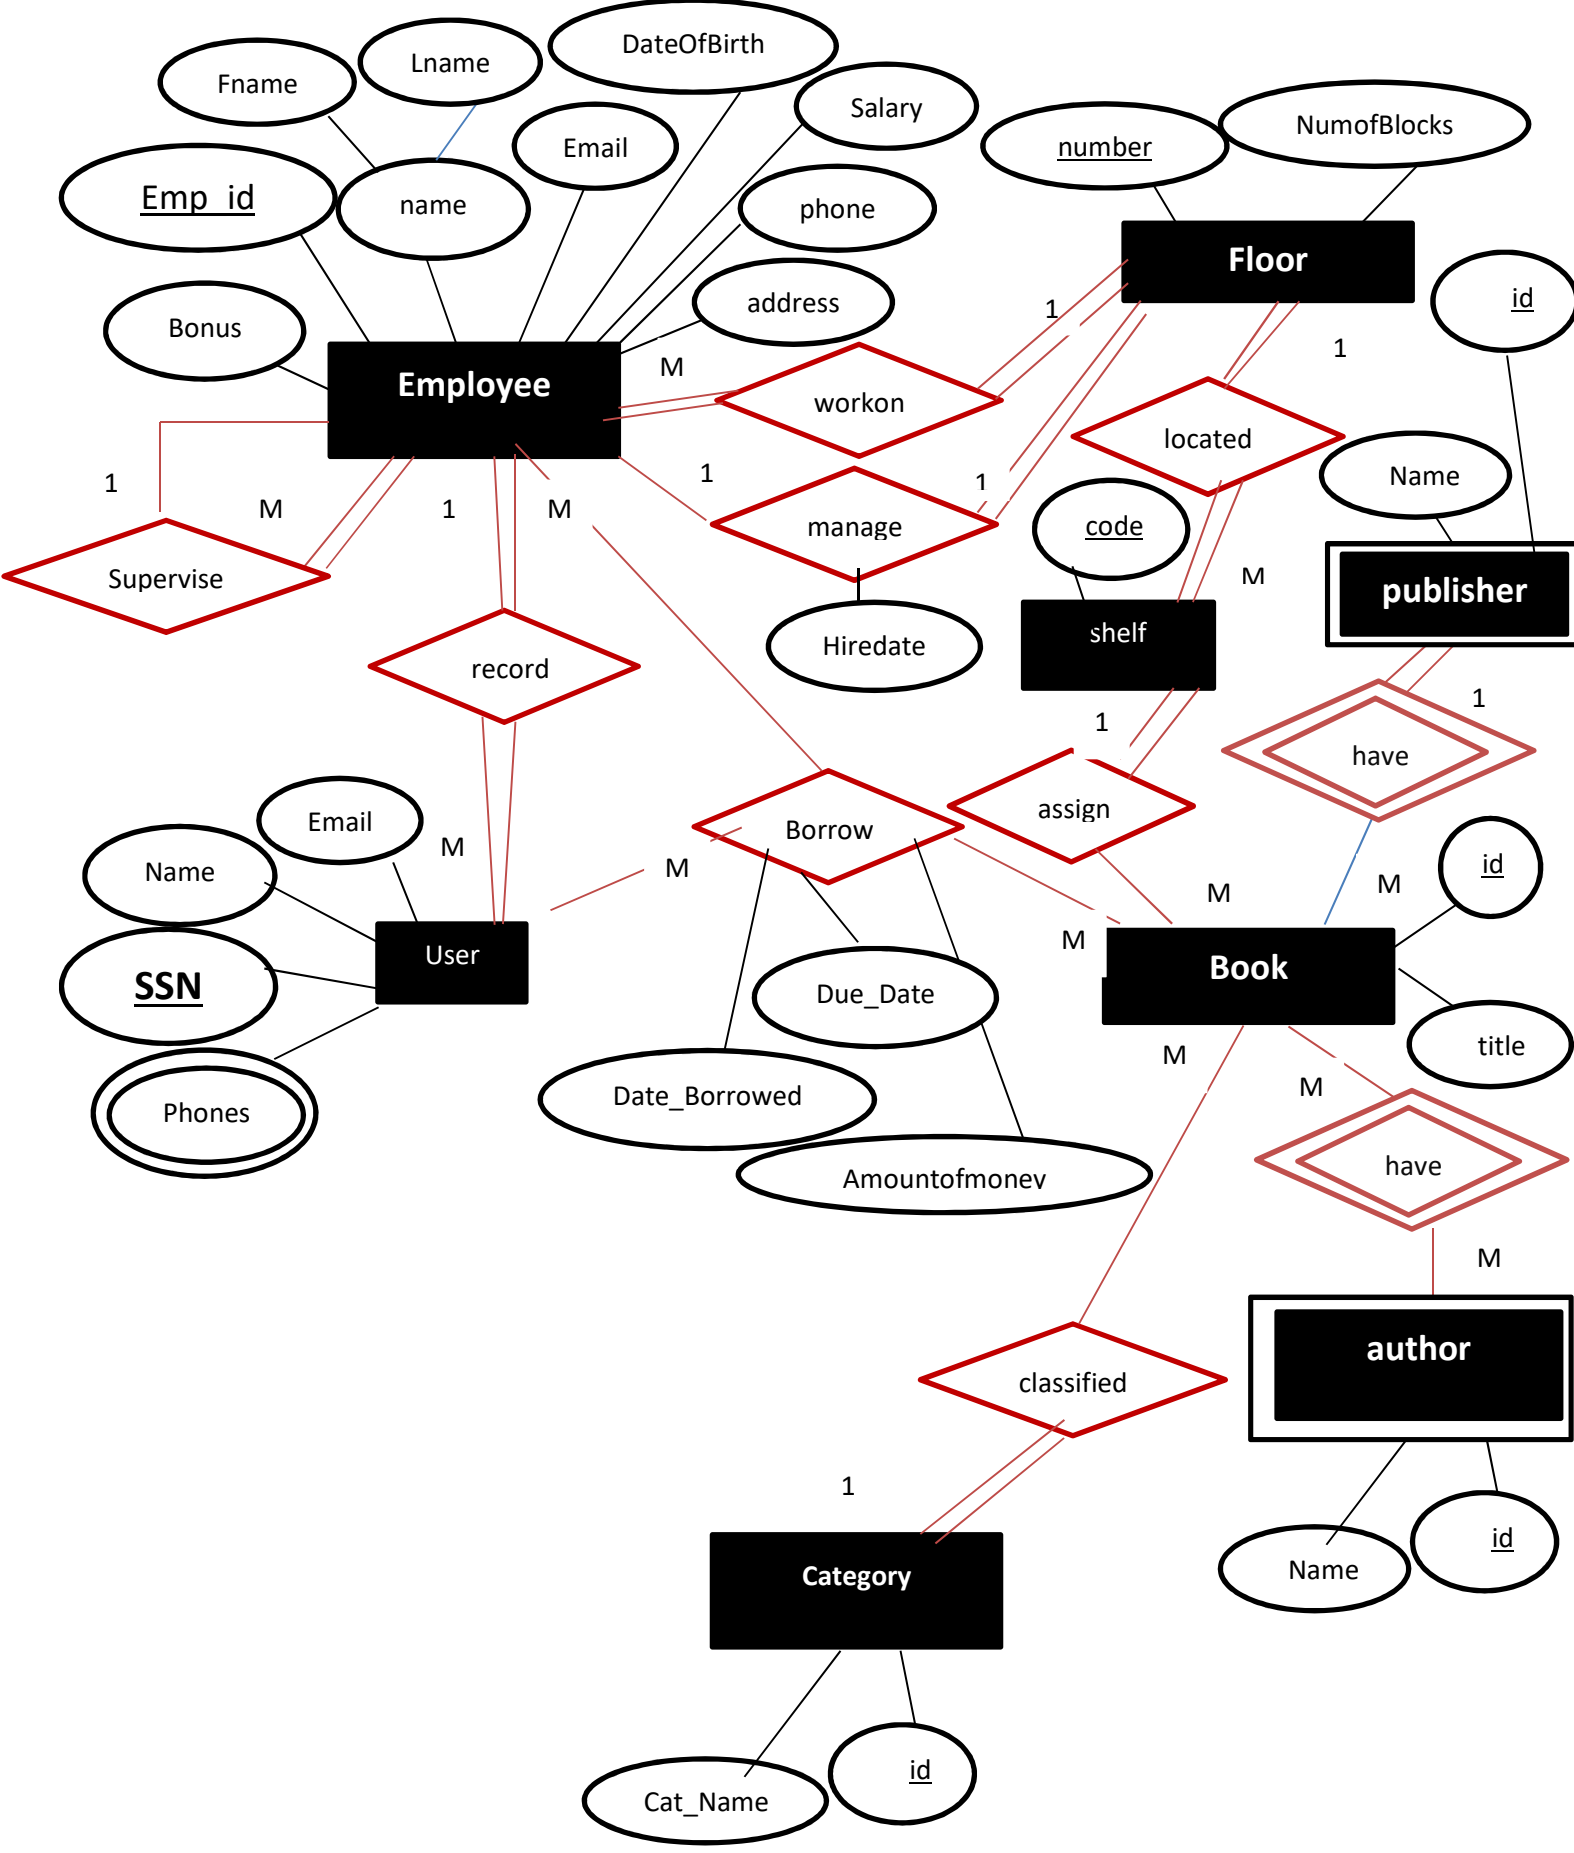 DateOfBirth
Lname
Fname
Salary
NumofBlocks
Email
number
Emp_id
name
phone
Floor
id
address
Bonus
1
1
M
Employee
workon
located
1
M
1
M
1
1
M
Name
manage
code
Supervise
M
publisher
shelf
Hiredate
record
1
1
have
assign
Email
Borrow
M
Name
M
id
M
M
M
User
Book
SSN
Due_Date
title
M
M
Date_Borrowed
Phones
have
Amountofmoney
M
author
classified
1
id
Name
Category
id
Cat_Name